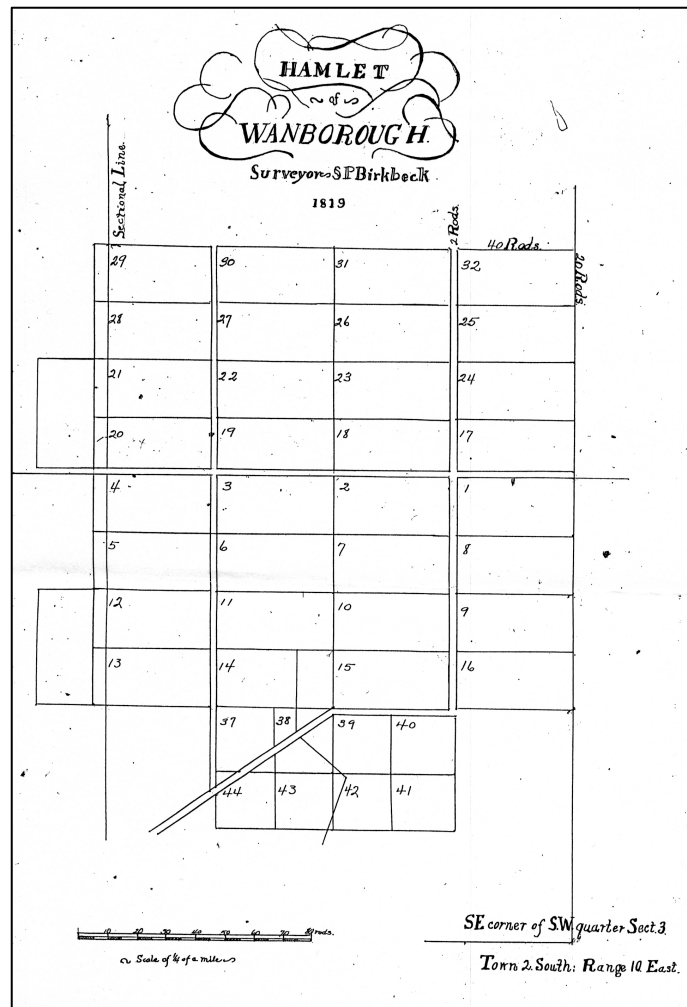 HAMLET
of
WANBOROUGH.
Surveyor S P Birkbeck
1819
Sectional Line.
2 Rods.
40 Rods.
20 Rods
29 30 31 32
28 27 26 25
21 22 23 24
20 19 18 17
4 3 2 1
5 6 7 8
12 11 10 9
13 14 15 16
37 38 39 40
44 43 42 41
10 20 30 40 50 60 70 80 rods.
Scale of ¼ of a mile
SE corner of S.W quarter Sect. 3.
Town 2. South: Range 10. East.